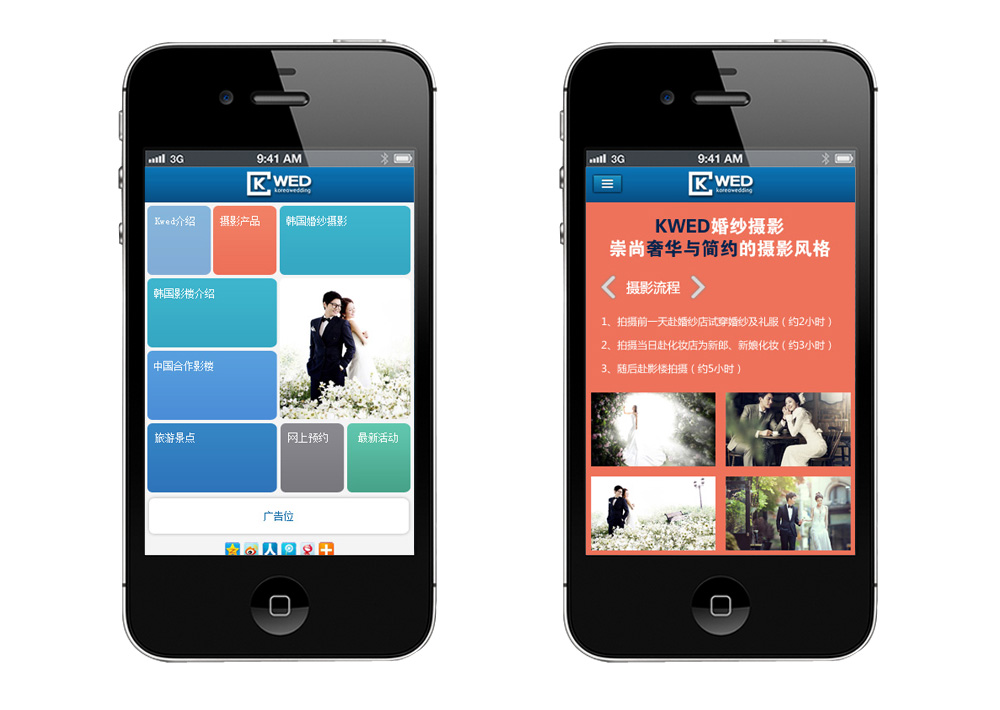 3G 9:41 AM
K WED
koreawedding
Kwed介绍
摄影产品
韩国婚纱摄影
韩国影楼介绍
中国合作影楼
旅游景点
网上预约
最新活动
广告位
3G 9:41 AM
K WED
koreawedding
KWED婚纱摄影
崇尚奢华与简约的摄影风格
摄影流程
1、拍摄前一天赴婚纱店试穿婚纱及礼服（约2小时）
2、拍摄当日赴化妆店为新郎、新娘化妆（约3小时）
3、随后赴影楼拍摄（约5小时）